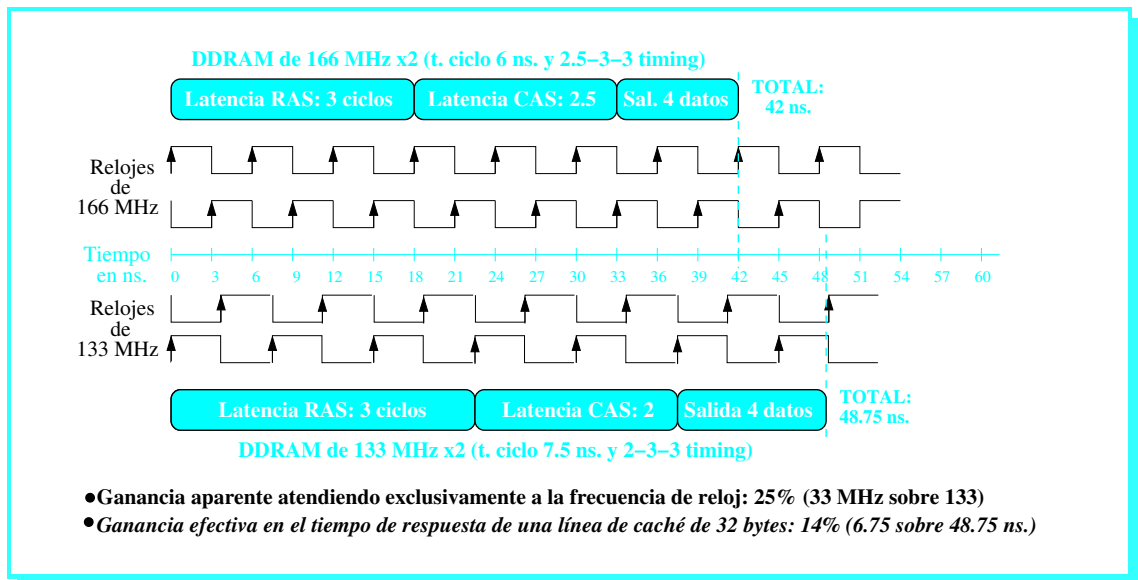 DDRAM de 166 MHz x2 (t. ciclo 6 ns. y 2.5−3−3 timing)
Latencia RAS: 3 ciclos
Latencia CAS: 2.5
Sal. 4 datos
TOTAL:
42 ns.
Relojes
de
166 MHz
Tiempo
en ns.
0 3 6 9 12 15 18 21 24 27 30 33 36 39 42 45 48 51 54 57 60
Relojes
de
133 MHz
Latencia RAS: 3 ciclos
Latencia CAS: 2
Salida 4 datos
TOTAL:
48.75 ns.
DDRAM de 133 MHz x2 (t. ciclo 7.5 ns. y 2−3−3 timing)
●Ganancia aparente atendiendo exclusivamente a la frecuencia de reloj: 25% (33 MHz sobre 133)
●Ganancia efectiva en el tiempo de respuesta de una línea de caché de 32 bytes: 14% (6.75 sobre 48.75 ns.)